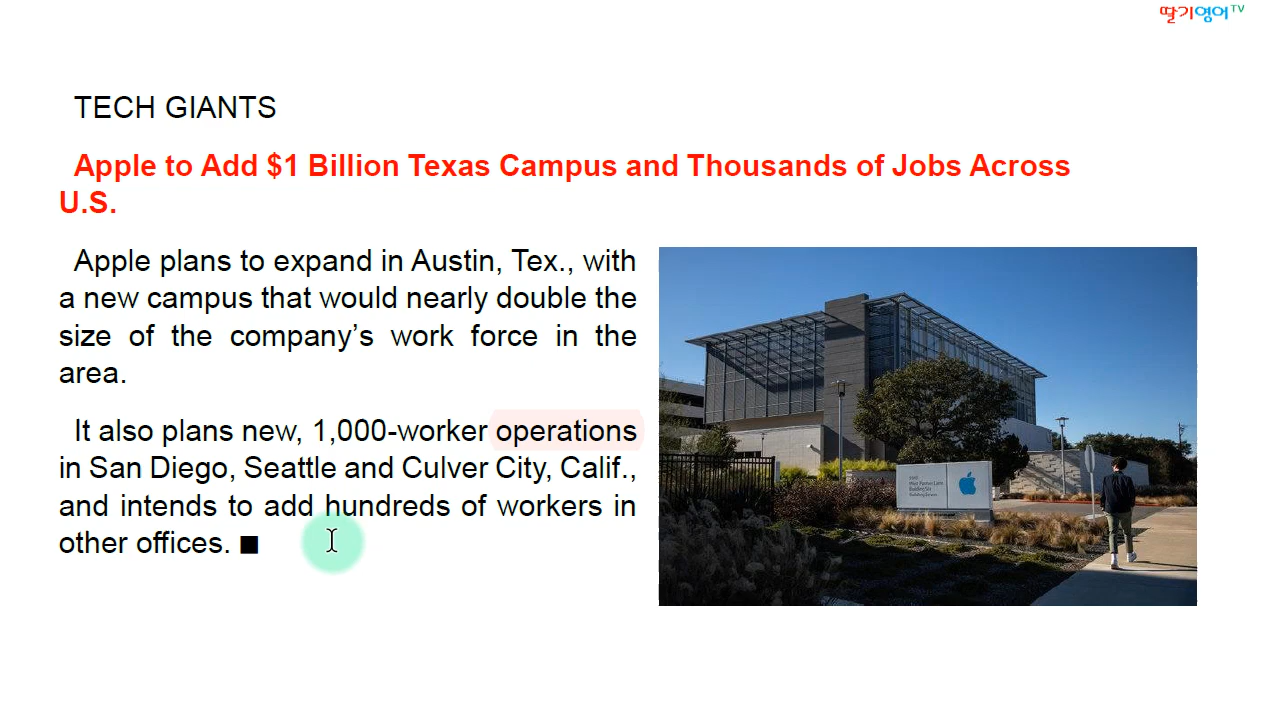 딸기영어TV
TECH GIANTS
Apple to Add $1 Billion Texas Campus and Thousands of Jobs Across
U.S.
Apple plans to expand in Austin, Tex., with
a new campus that would nearly double the
size of the company’s work force in the
area.
It also plans new, 1,000-worker operations
in San Diego, Seattle and Culver City, Calif.,
and intends to add hundreds of workers in
other offices. ■